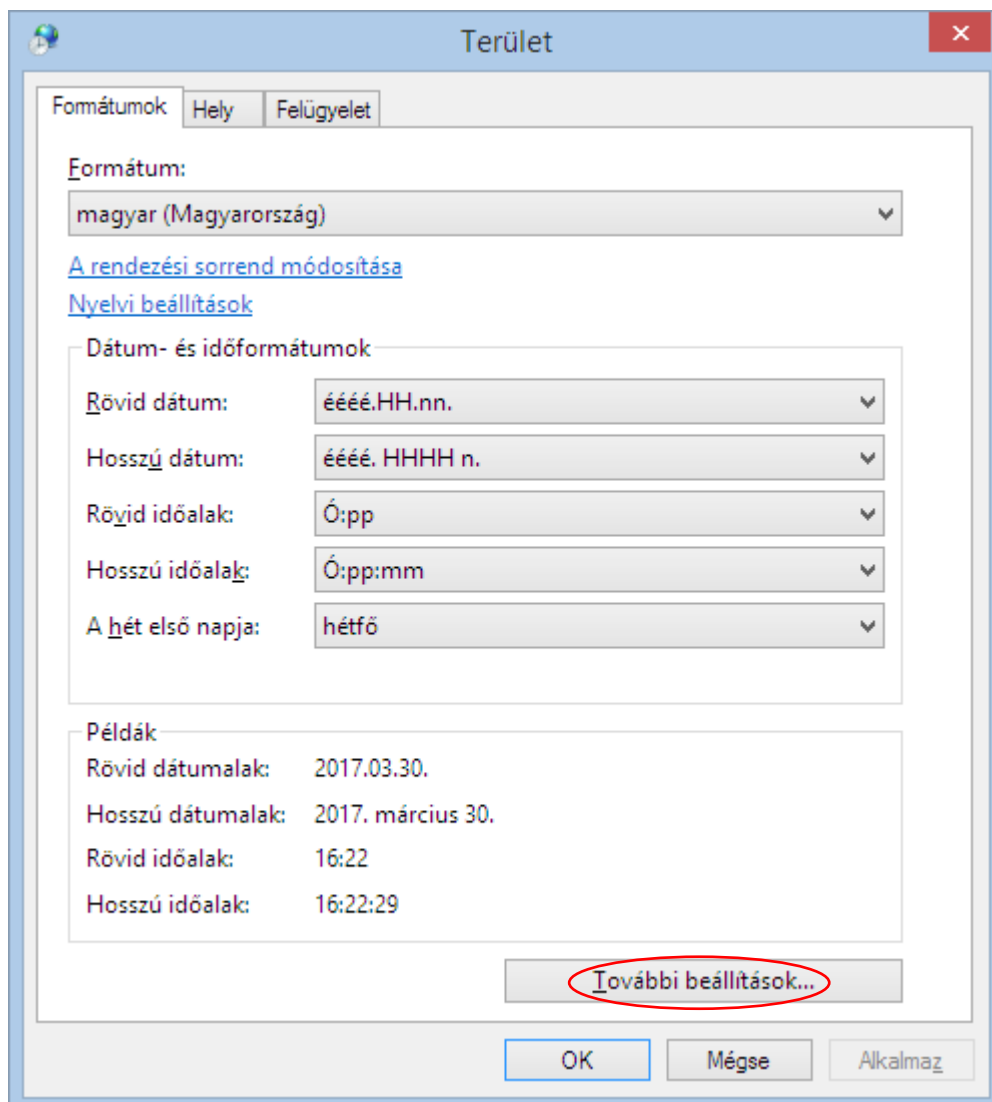 Terület
Formátumok Hely Felügyelet
Formátum:
magyar (Magyarország)
A rendezési sorrend módosítása
Nyelvi beállítások
Dátum- és időformátumok
Rövid dátum: éééé.HH.nn.
Hosszú dátum: éééé. HHHH n.
Rövid időalak: Ó:pp
Hosszú időalak: Ó:pp:mm
A hét első napja: hétfő
Példák
Rövid dátumalak: 2017.03.30.
Hosszú dátumalak: 2017. március 30.
Rövid időalak: 16:22
Hosszú időalak: 16:22:29
További beállítások...
OK Mégse Alkalmaz